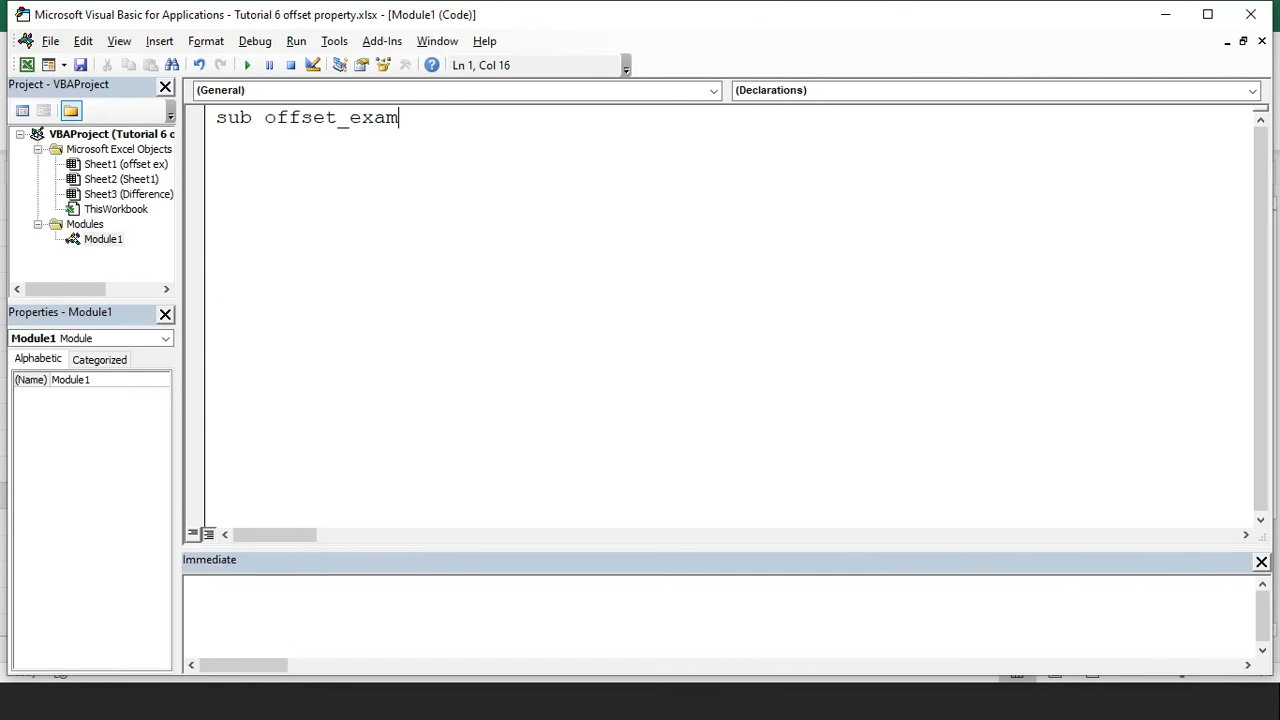 Microsoft Visual Basic for Applications - Tutorial 6 offset property.xlsx - [Module1 (Code)]
File Edit View Insert Format Debug Run Tools Add-Ins Window Help
Ln 1, Col 16
Project - VBAProject
(General)
(Declarations)
sub offset_exam
VBAProject (Tutorial 6 o
Microsoft Excel Objects
Sheet1 (offset ex)
Sheet2 (Sheet1)
Sheet3 (Difference)
ThisWorkbook
Modules
Module1
Properties - Module1
Module1 Module
Alphabetic Categorized
(Name) Module1
Immediate